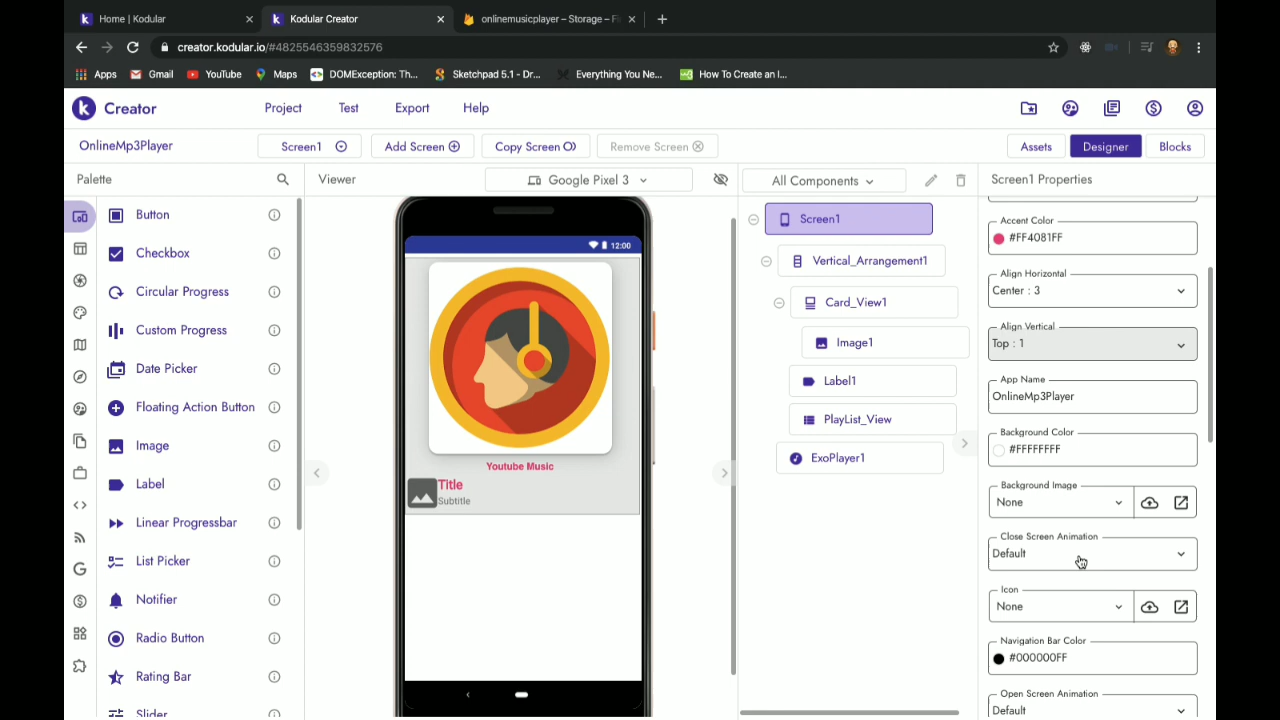 Home | Kodular
Kodular Creator
onlinemusicplayer – Storage – Fi
creator.kodular.io/#4825546359832576
Apps
Gmail
YouTube
Maps
DOMException: Th...
Sketchpad 5.1 - Dr...
Everything You Ne...
How To Create an I...
Creator
Project
Test
Export
Help
OnlineMp3Player
Screen1
Add Screen
Copy Screen
Remove Screen
Assets
Designer
Blocks
Palette
Viewer
Google Pixel 3
All Components
Screen1 Properties
Button
Checkbox
Circular Progress
Custom Progress
Date Picker
Floating Action Button
Image
Label
Linear Progressbar
List Picker
Notifier
Radio Button
Rating Bar
Slider
12:00
Youtube Music
Title
Subtitle
Screen1
Vertical_Arrangement1
Card_View1
Image1
Label1
PlayList_View
ExoPlayer1
Accent Color
#FF4081FF
Align Horizontal
Center : 3
Align Vertical
Top : 1
App Name
OnlineMp3Player
Background Color
#FFFFFFFF
Background Image
None
Close Screen Animation
Default
Icon
None
Navigation Bar Color
#000000FF
Open Screen Animation
Default